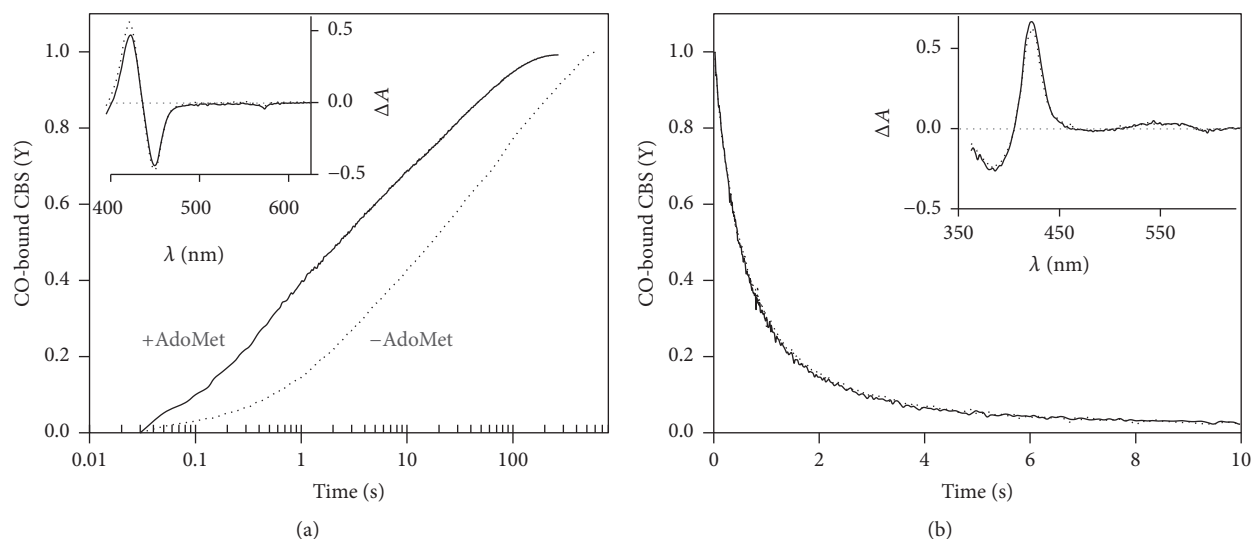 1.0
0.8
0.6
0.4
0.2
0.0
CO-bound CBS (Y)
0.01
0.1
1
10
100
Time (s)
+AdoMet
−AdoMet
0.5
0.0
−0.5
ΔA
400
500
600
λ (nm)
(a)
1.0
0.8
0.6
0.4
0.2
0.0
CO-bound CBS (Y)
0
2
4
6
8
10
Time (s)
0.5
0.0
−0.5
ΔA
350
450
550
λ (nm)
(b)